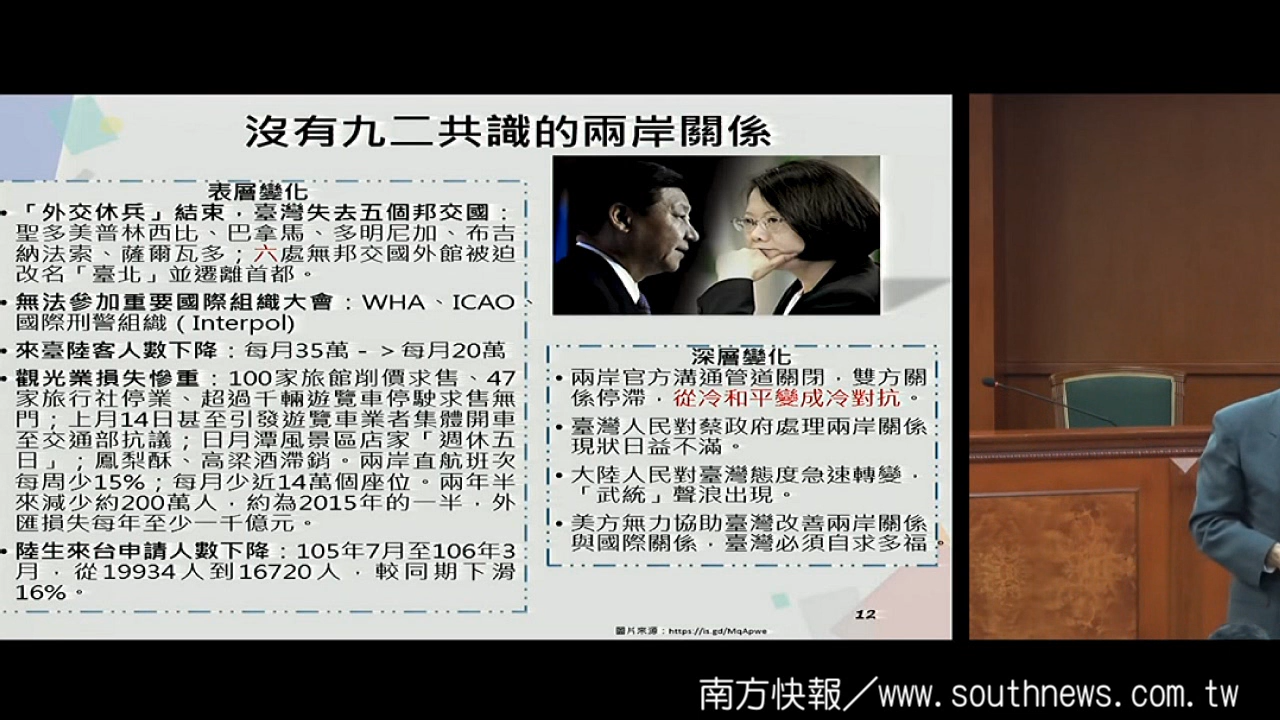 沒有九二共識的兩岸關係
表層變化
•「外交休兵」結束，臺灣失去五個邦交國：
聖多美普林西比、巴拿馬、多明尼加、布吉
納法索、薩爾瓦多；六處無邦交國外館被迫
改名「臺北」並遷離首都。
•無法參加重要國際組織大會：WHA、ICAO、
國際刑警組織（Interpol)
•來臺陸客人數下降：每月35萬－＞每月20萬
•觀光業損失慘重：100家旅館削價求售、47
家旅行社停業、超過千輛遊覽車停駛求售無
門；上月14日甚至引發遊覽車業者集體開車
至交通部抗議；日月潭風景區店家「週休五
日」；鳳梨酥、高粱酒滯銷。兩岸直航班次
每周少15%；每月少近14萬個座位。兩年半
來減少約200萬人，約為2015年的一半，外
匯損失每年至少一千億元。
•陸生來台申請人數下降：105年7月至106年3
月，從19934人到16720人，較同期下滑
16%。
深層變化
•兩岸官方溝通管道關閉，雙方關
係停滯，從冷和平變成冷對抗。
•臺灣人民對蔡政府處理兩岸關係
現狀日益不滿。
•大陸人民對臺灣態度急速轉變，
「武統」聲浪出現。
•美方無力協助臺灣改善兩岸關係
與國際關係，臺灣必須自求多福。
圖片來源：https://is.gd/MqApwe
12
南方快報／www.southnews.com.tw